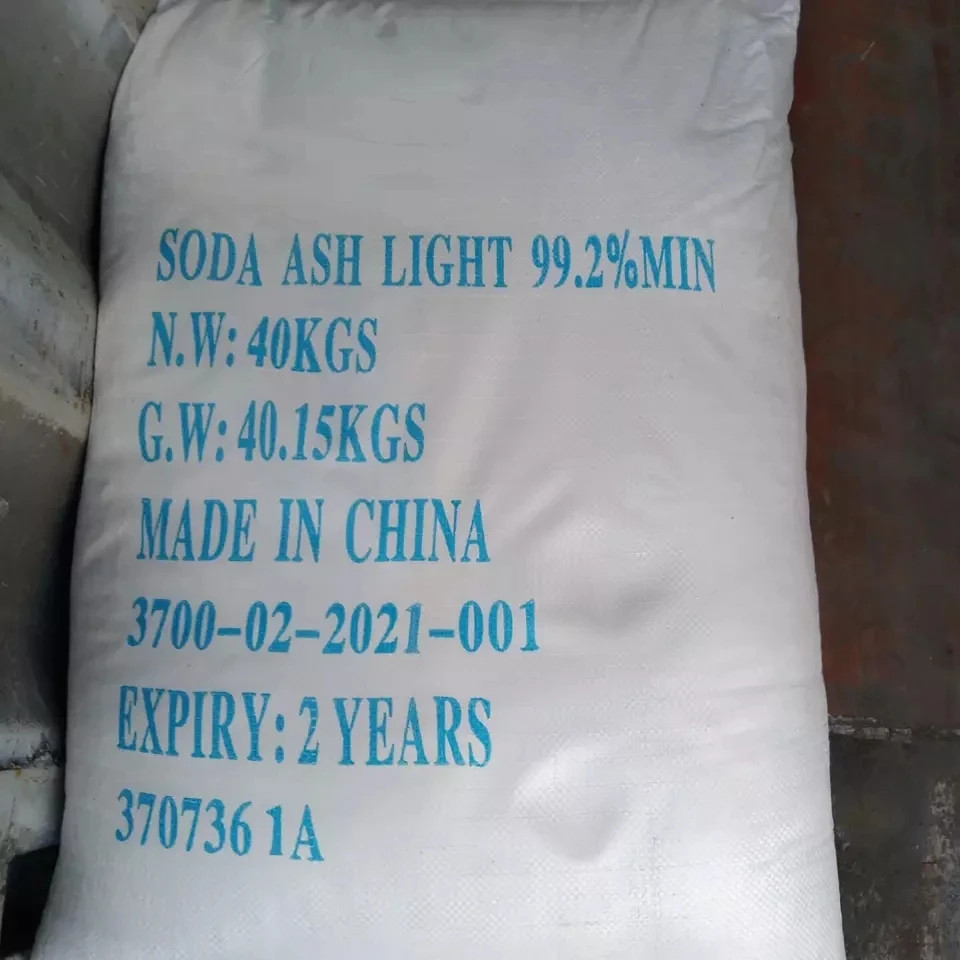 SODA ASH LIGHT 99.2%MIN
N.W: 40KGS
G.W: 40.15KGS
MADE IN CHINA
3700-02-2021-001
EXPIRY: 2 YEARS
370736 1A